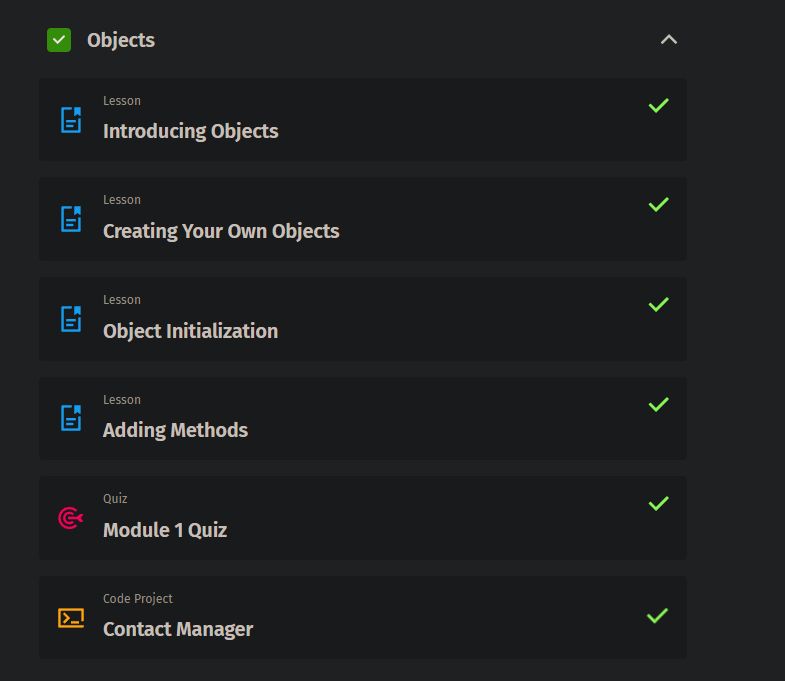 Objects
Lesson
Introducing Objects
Lesson
Creating Your Own Objects
Lesson
Object Initialization
Lesson
Adding Methods
Quiz
Module 1 Quiz
Code Project
Contact Manager